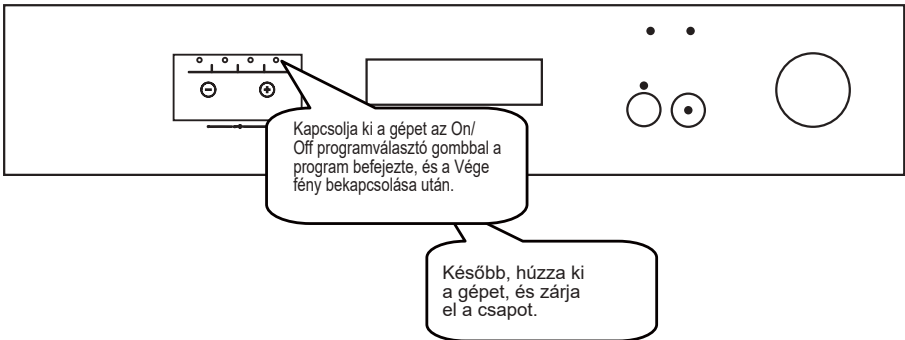 Kapcsolja ki a gépet az On/
Off programválasztó gombbal a
program befejezte, és a Vége
fény bekapcsolása után.
Később, húzza ki
a gépet, és zárja
el a csapot.